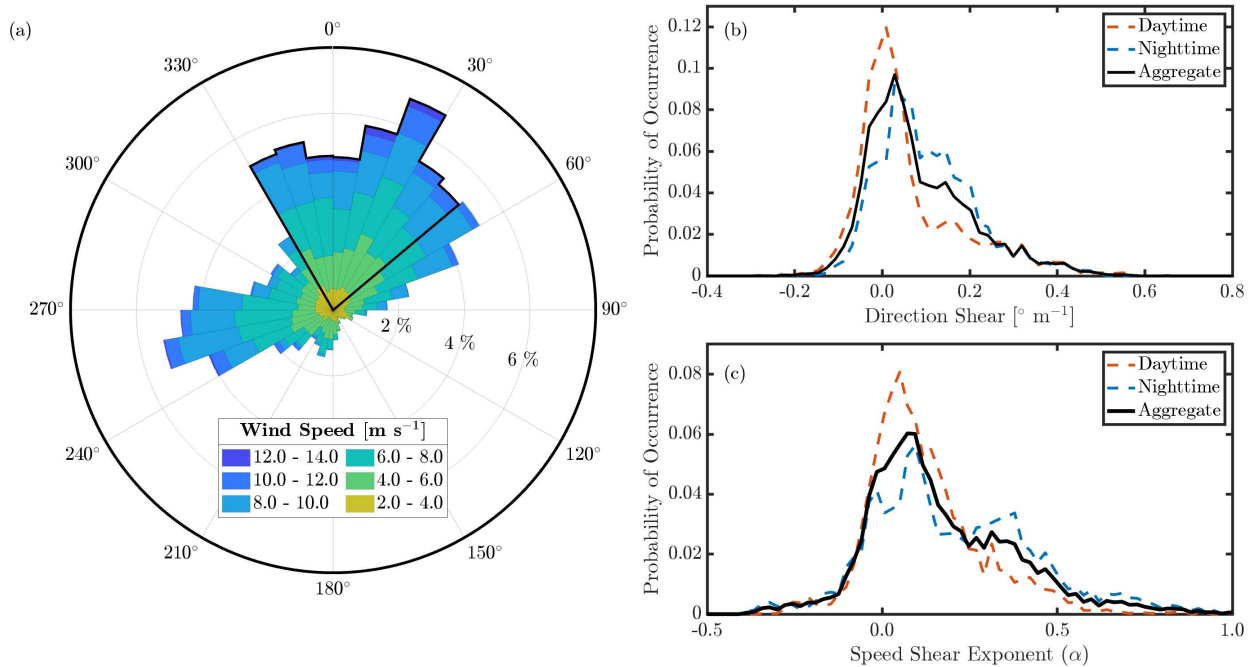 (a)
0°
30°
60°
90°
120°
150°
180°
210°
240°
270°
300°
330°
2 %
4 %
6 %
Wind Speed [m s⁻¹]
12.0 - 14.0 6.0 - 8.0
10.0 - 12.0 4.0 - 6.0
8.0 - 10.0 2.0 - 4.0
(b)
Daytime
Nighttime
Aggregate
Probability of Occurrence
0.12
0.1
0.08
0.06
0.04
0.02
0
-0.4 -0.2 0.0 0.2 0.4 0.6 0.8
Direction Shear [° m⁻¹]
(c)
Daytime
Nighttime
Aggregate
Probability of Occurrence
0.08
0.06
0.04
0.02
0
-0.5 0.0 0.5 1.0
Speed Shear Exponent (α)